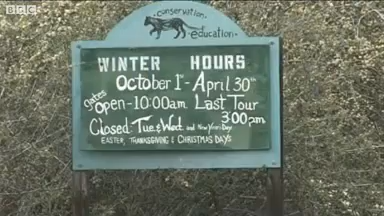 BBC
conservation
education
WINTER HOURS
October 1st - April 30th
Gates
Open - 10:00am Last Tour
3:00pm
Closed: Tue & Wed. and New Years Day
EASTER, THANKSGIVING & CHRISTMAS DAYS